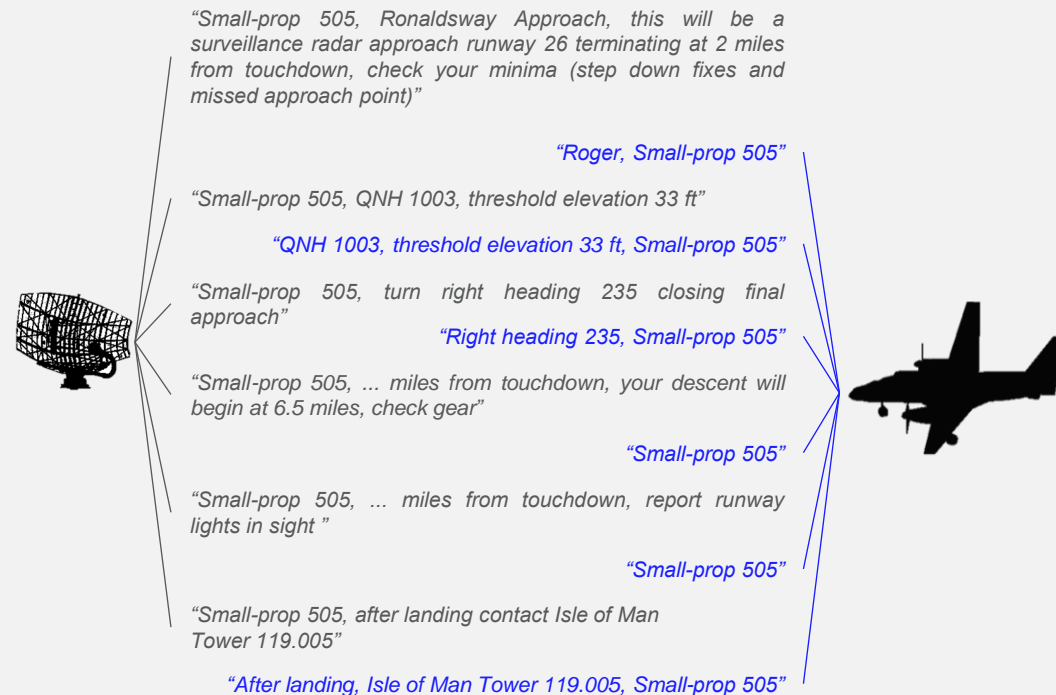 “Small-prop 505, Ronaldsway Approach, this will be a
surveillance radar approach runway 26 terminating at 2 miles
from touchdown, check your minima (step down fixes and
missed approach point)”
“Roger, Small-prop 505”
“Small-prop 505, QNH 1003, threshold elevation 33 ft”
“QNH 1003, threshold elevation 33 ft, Small-prop 505”
“Small-prop 505, turn right heading 235 closing final
approach”
“Right heading 235, Small-prop 505”
“Small-prop 505, ... miles from touchdown, your descent will
begin at 6.5 miles, check gear”
“Small-prop 505”
“Small-prop 505, ... miles from touchdown, report runway
lights in sight ”
“Small-prop 505”
“Small-prop 505, after landing contact Isle of Man
Tower 119.005”
“After landing, Isle of Man Tower 119.005, Small-prop 505”